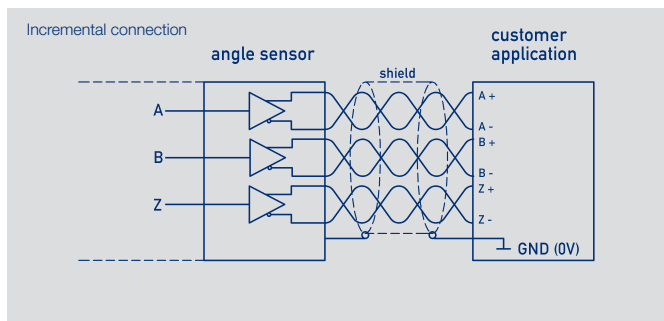 Incremental connection
angle sensor
customer
application
shield
A
A +
A -
B
B +
B -
Z
Z +
Z -
GND (0V)